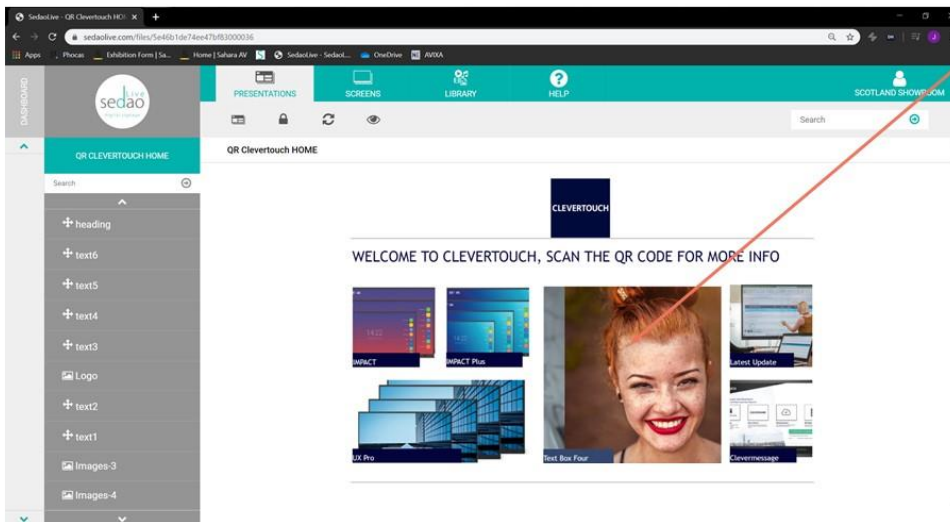 SedaoLive - QR Clevertouch HO
sedaolive.com/files/5e46b1de74ee47bf83000036
Apps
Phocas
Exhibition Form | Sa...
Home | Sahara AV
SedaoLive - SedaoL...
OneDrive
AVIXA
DASHBOARD
Live
sedao
PRESENTATIONS
SCREENS
LIBRARY
HELP
SCOTLAND SHOWROOM
Search
QR CLEVERTOUCH HOME
QR Clevertouch HOME
Search
heading
text6
text5
text4
text3
Logo
text2
text1
Images-3
Images-4
CLEVERTOUCH
WELCOME TO CLEVERTOUCH, SCAN THE QR CODE FOR MORE INFO
IMPACT
IMPACT Plus
Latest Update
UX Pro
Text Box Four
Clevermessage